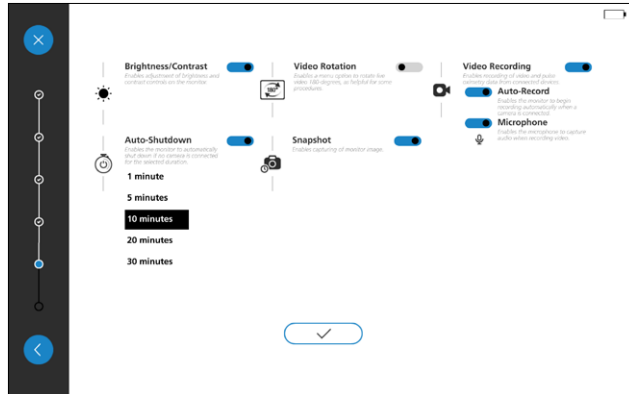 Brightness/Contrast
Enables adjustment of brightness and
contrast controls on the monitor.
Video Rotation
Enables a menu option to rotate live
video 180 degrees, as helpful for some
procedures.
180°
Video Recording
Enables recording of video and pulse
oximetry data from connected devices.
Auto-Record
Enables the monitor to begin
recording automatically when a
camera is connected.
Microphone
Enables the microphone to capture
audio when recording video.
Auto-Shutdown
Enables the monitor to automatically
shut down if no camera is connected
for the selected duration.
1 minute
5 minutes
10 minutes
20 minutes
30 minutes
Snapshot
Enables capturing of monitor image.